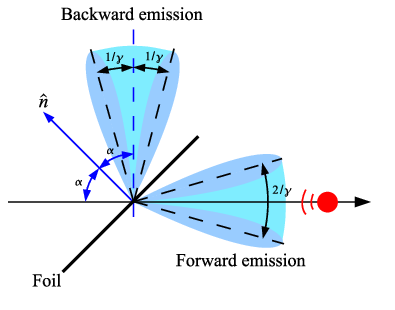 Backward emission
1/γ 1/γ
n̂
α
α
2/γ
Forward emission
Foil